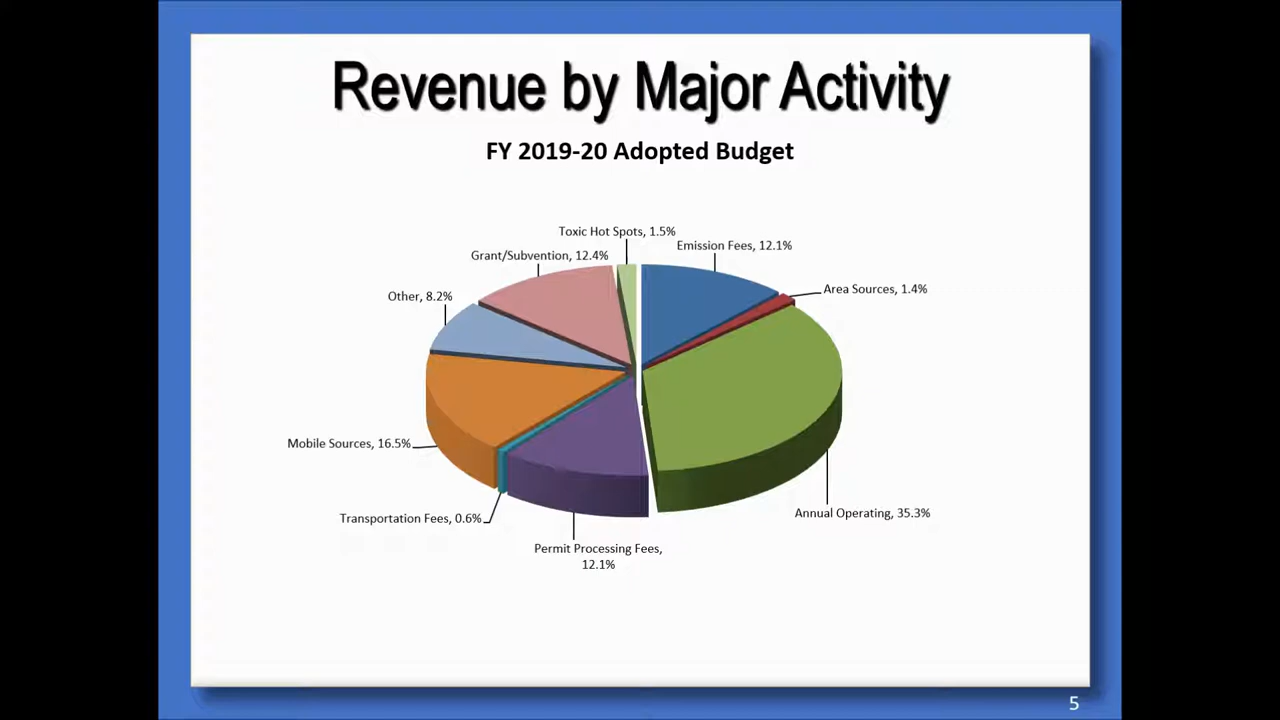 Revenue by Major Activity
FY 2019-20 Adopted Budget
Toxic Hot Spots, 1.5%
Emission Fees, 12.1%
Grant/Subvention, 12.4%
Area Sources, 1.4%
Other, 8.2%
Mobile Sources, 16.5%
Annual Operating, 35.3%
Transportation Fees, 0.6%
Permit Processing Fees,
12.1%
5